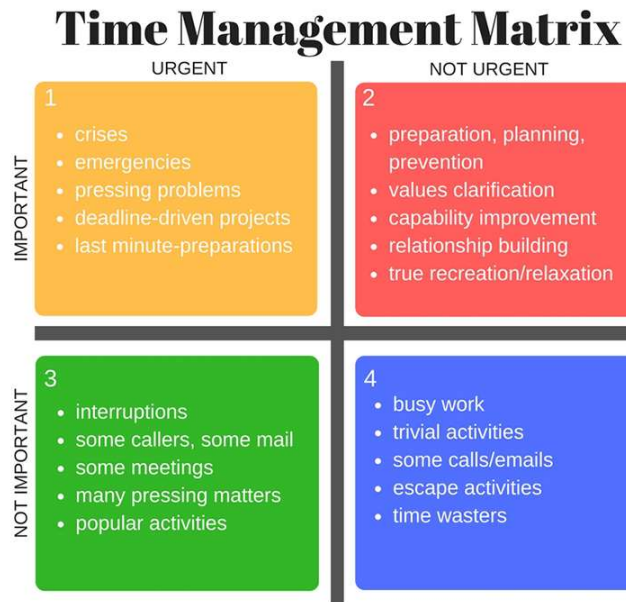 Time Management Matrix
URGENT
NOT URGENT
IMPORTANT
1
• crises
• emergencies
• pressing problems
• deadline-driven projects
• last minute-preparations
2
• preparation, planning,
prevention
• values clarification
• capability improvement
• relationship building
• true recreation/relaxation
NOT IMPORTANT
3
• interruptions
• some callers, some mail
• some meetings
• many pressing matters
• popular activities
4
• busy work
• trivial activities
• some calls/emails
• escape activities
• time wasters